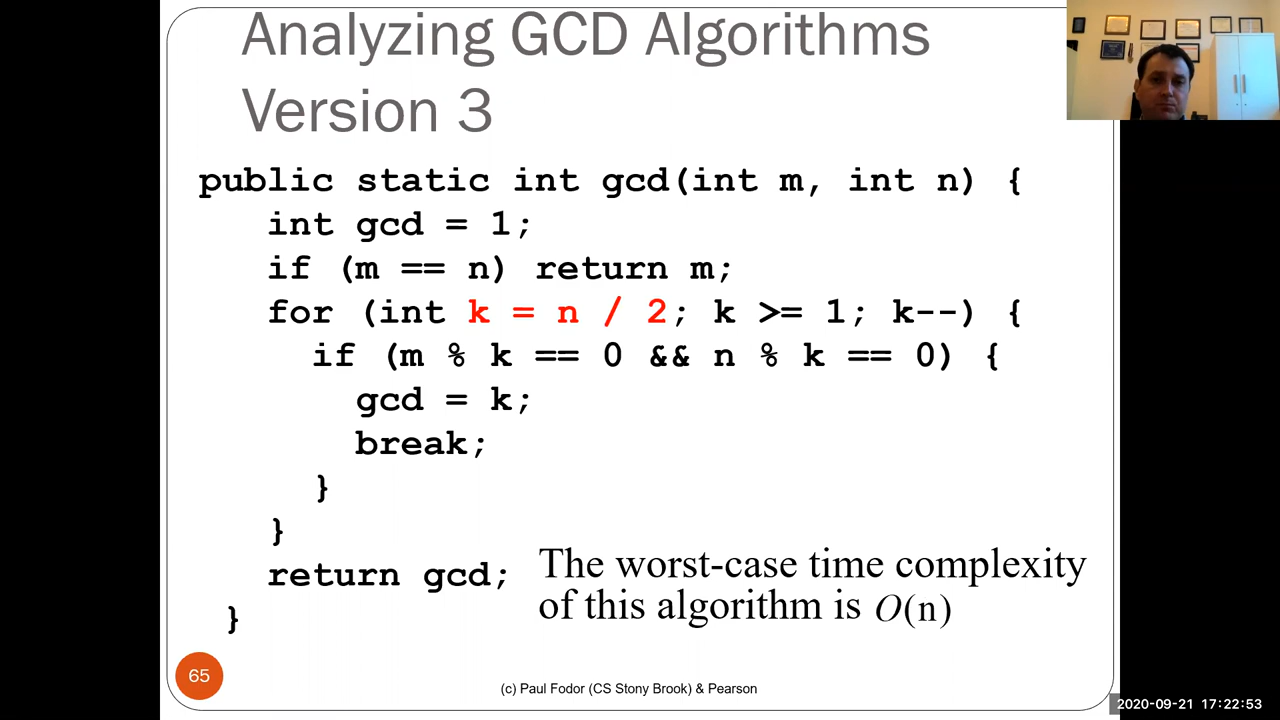 Analyzing GCD Algorithms
Version 3
public static int gcd(int m, int n) {
int gcd = 1;
if (m == n) return m;
for (int k = n / 2; k >= 1; k--) {
if (m % k == 0 && n % k == 0) {
gcd = k;
break;
}
}
return gcd;
}
The worst-case time complexity
of this algorithm is O(n)
65
(c) Paul Fodor (CS Stony Brook) & Pearson
2020-09-21 17:22:53